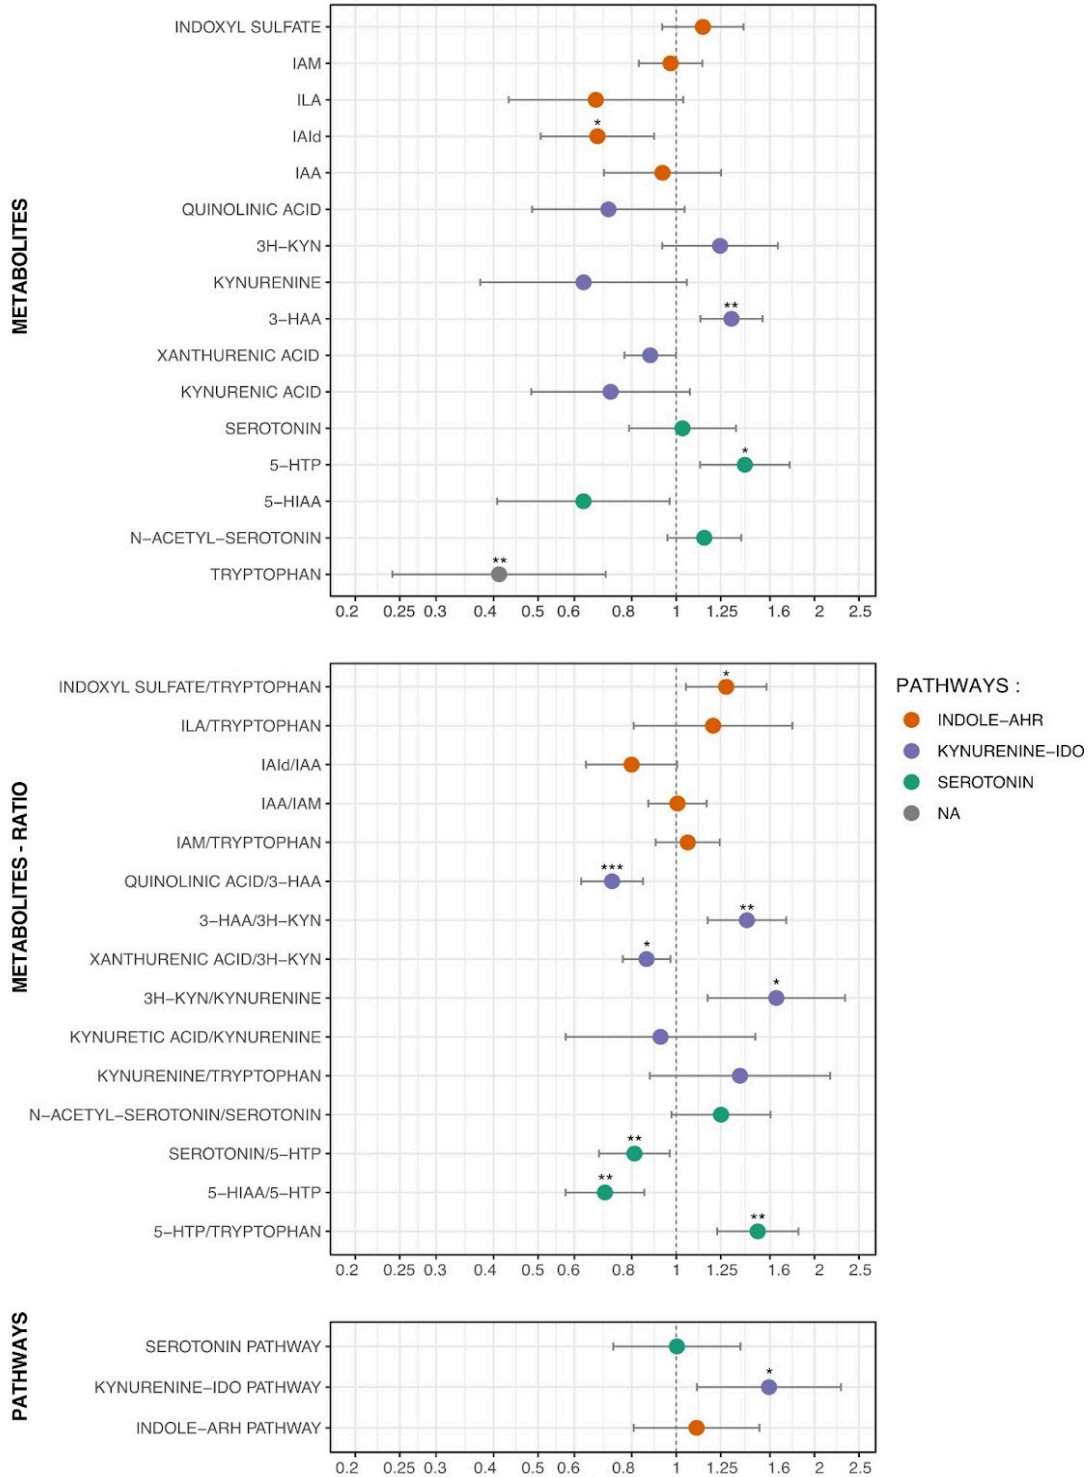 METABOLITES
INDOXYL SULFATE
IAM
ILA
*
IAId
IAA
QUINOLINIC ACID
3H−KYN
KYNURENINE
**
3−HAA
XANTHURENIC ACID
KYNURENIC ACID
SEROTONIN
*
5−HTP
5−HIAA
N−ACETYL−SEROTONIN
**
TRYPTOPHAN
0.2 0.25 0.3 0.4 0.5 0.6 0.8 1 1.25 1.6 2 2.5
METABOLITES - RATIO
*
INDOXYL SULFATE/TRYPTOPHAN
ILA/TRYPTOPHAN
IAId/IAA
IAA/IAM
IAM/TRYPTOPHAN
***
QUINOLINIC ACID/3−HAA
**
3−HAA/3H−KYN
*
XANTHURENIC ACID/3H−KYN
*
3H−KYN/KYNURENINE
KYNURETIC ACID/KYNURENINE
KYNURENINE/TRYPTOPHAN
N−ACETYL−SEROTONIN/SEROTONIN
**
SEROTONIN/5−HTP
**
5−HIAA/5−HTP
**
5−HTP/TRYPTOPHAN
0.2 0.25 0.3 0.4 0.5 0.6 0.8 1 1.25 1.6 2 2.5
PATHWAYS :
INDOLE−AHR
KYNURENINE−IDO
SEROTONIN
NA
PATHWAYS
SEROTONIN PATHWAY
*
KYNURENINE−IDO PATHWAY
INDOLE−ARH PATHWAY
0.2 0.25 0.3 0.4 0.5 0.6 0.8 1 1.25 1.6 2 2.5